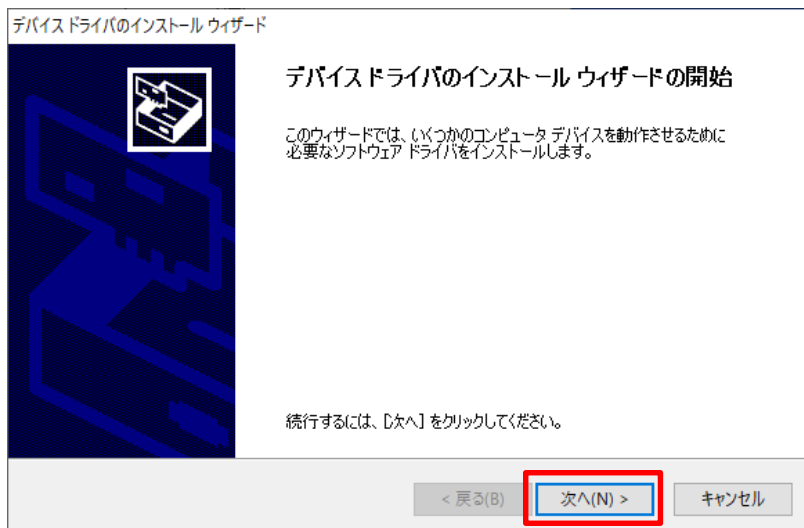 デバイス ドライバのインストール ウィザード
デバイス ドライバのインストール ウィザードの開始
このウィザードでは、いくつかのコンピュータ デバイスを動作させるために
必要なソフトウェア ドライバをインストールします。
続行するには、[次へ] をクリックしてください。
< 戻る(B)
次へ(N) >
キャンセル